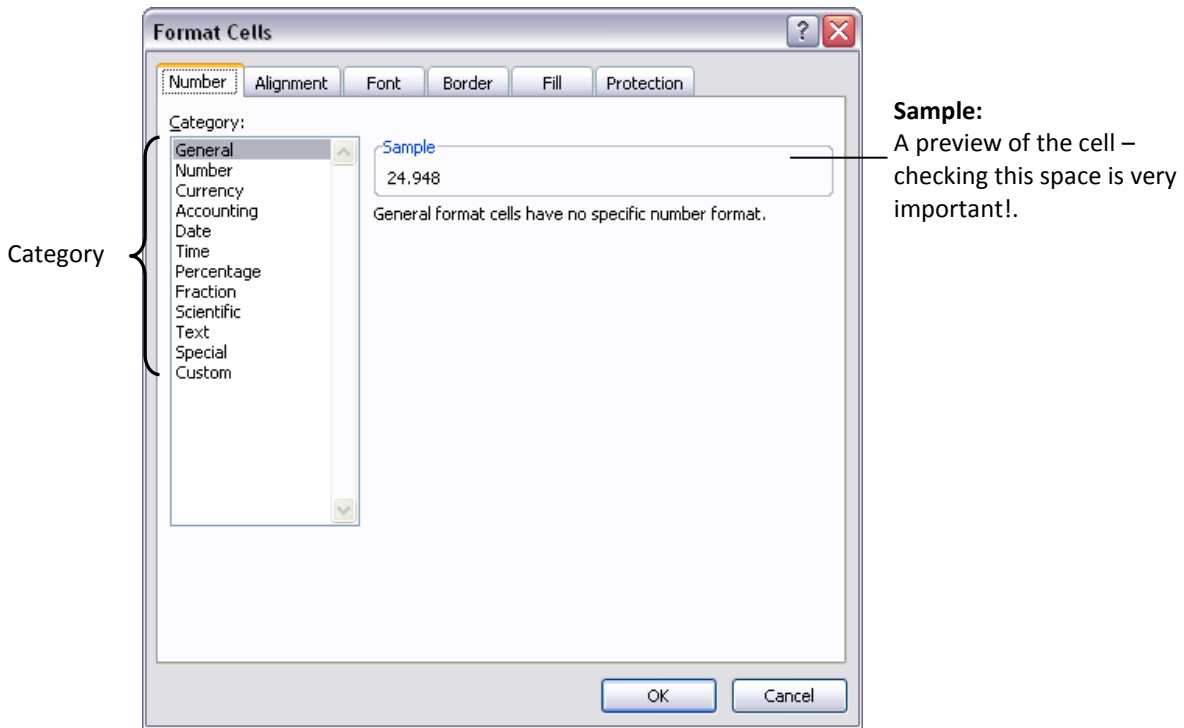 Format Cells
Number Alignment Font Border Fill Protection
Category:
General
Number
Currency
Accounting
Date
Time
Percentage
Fraction
Scientific
Text
Special
Custom
Sample
24.948
General format cells have no specific number format.
OK Cancel
Category
Sample:
A preview of the cell –
checking this space is very
important!.